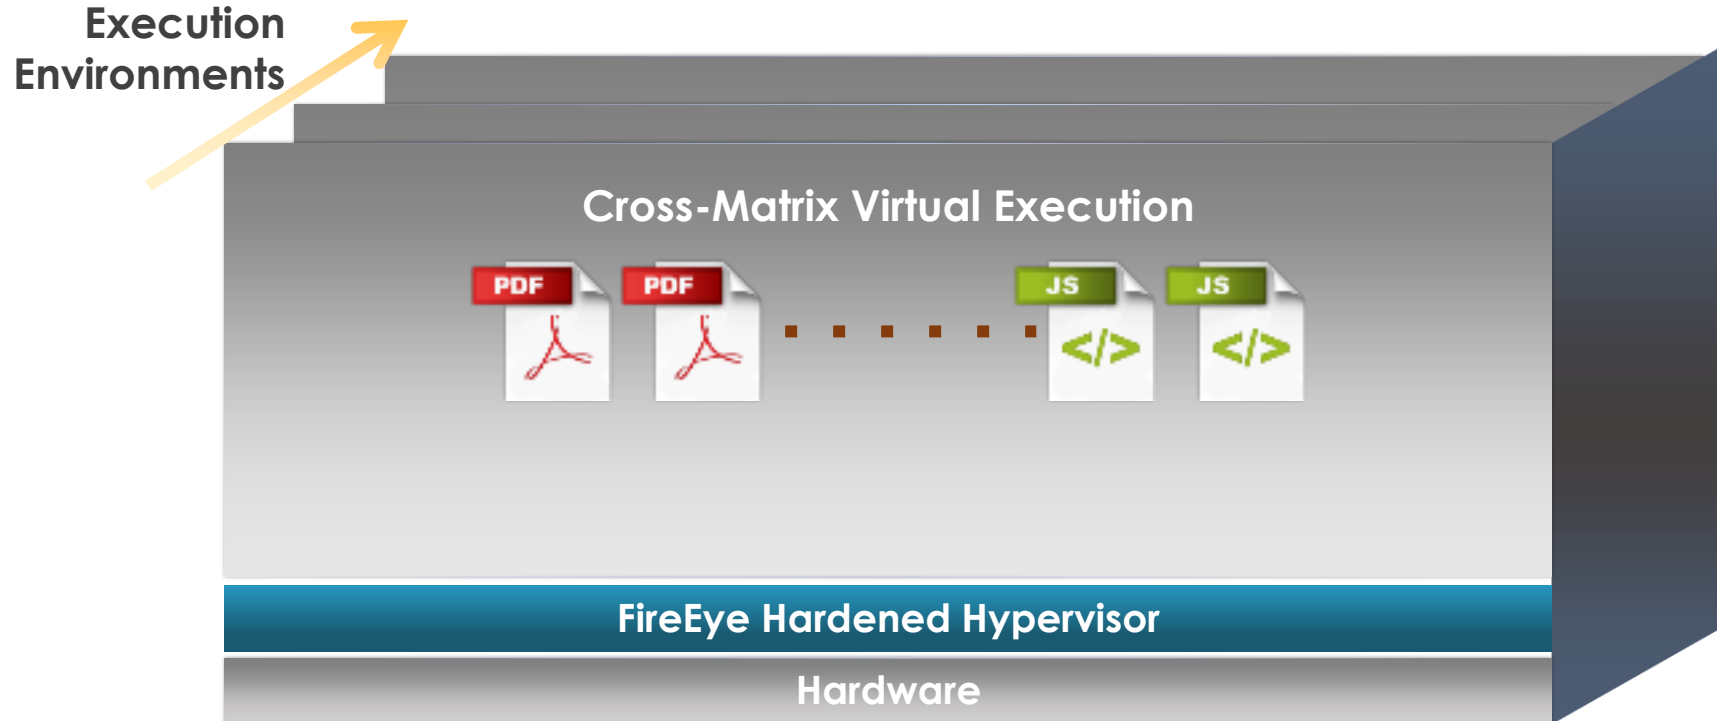 Execution
Environments
Cross-Matrix Virtual Execution
PDF PDF JS JS
</> </>
FireEye Hardened Hypervisor
Hardware